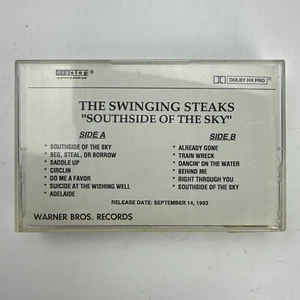 DOLBY HX PRO
THE SWINGING STEAKS
"SOUTHSIDE OF THE SKY"
SIDE A
SOUTHSIDE OF THE SKY
BEG, STEAL, OR BORROW
SADDLE UP
CIRCLIN
DO ME A FAVOR
SUICIDE AT THE WISHING WELL
ADELAIDE
SIDE B
ALREADY GONE
TRAIN WRECK
DANCIN' ON THE WATER
BEHIND ME
RIGHT THROUGH YOU
SOUTHSIDE OF THE SKY
RELEASE DATE: SEPTEMBER 14, 1993
WARNER BROS. RECORDS